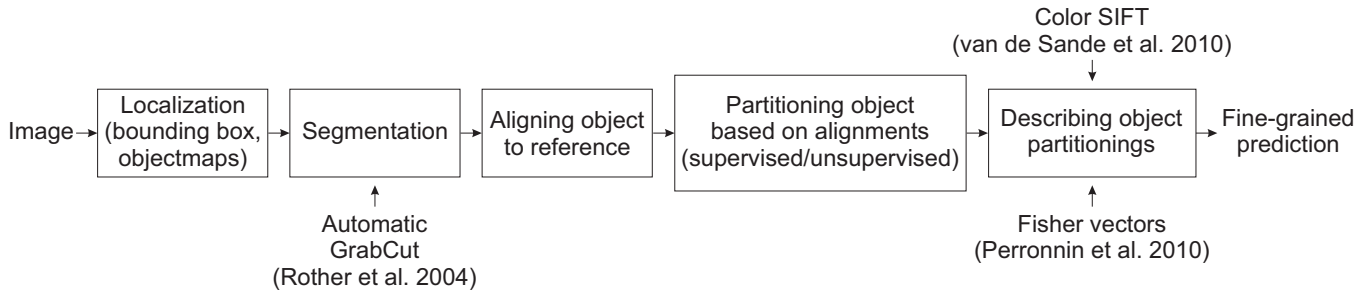 Image
Localization
(bounding box,
objectmaps)
Segmentation
Automatic
GrabCut
(Rother et al. 2004)
Aligning object
to reference
Partitioning object
based on alignments
(supervised/unsupervised)
Color SIFT
(van de Sande et al. 2010)
Describing object
partitionings
Fisher vectors
(Perronnin et al. 2010)
Fine-grained
prediction